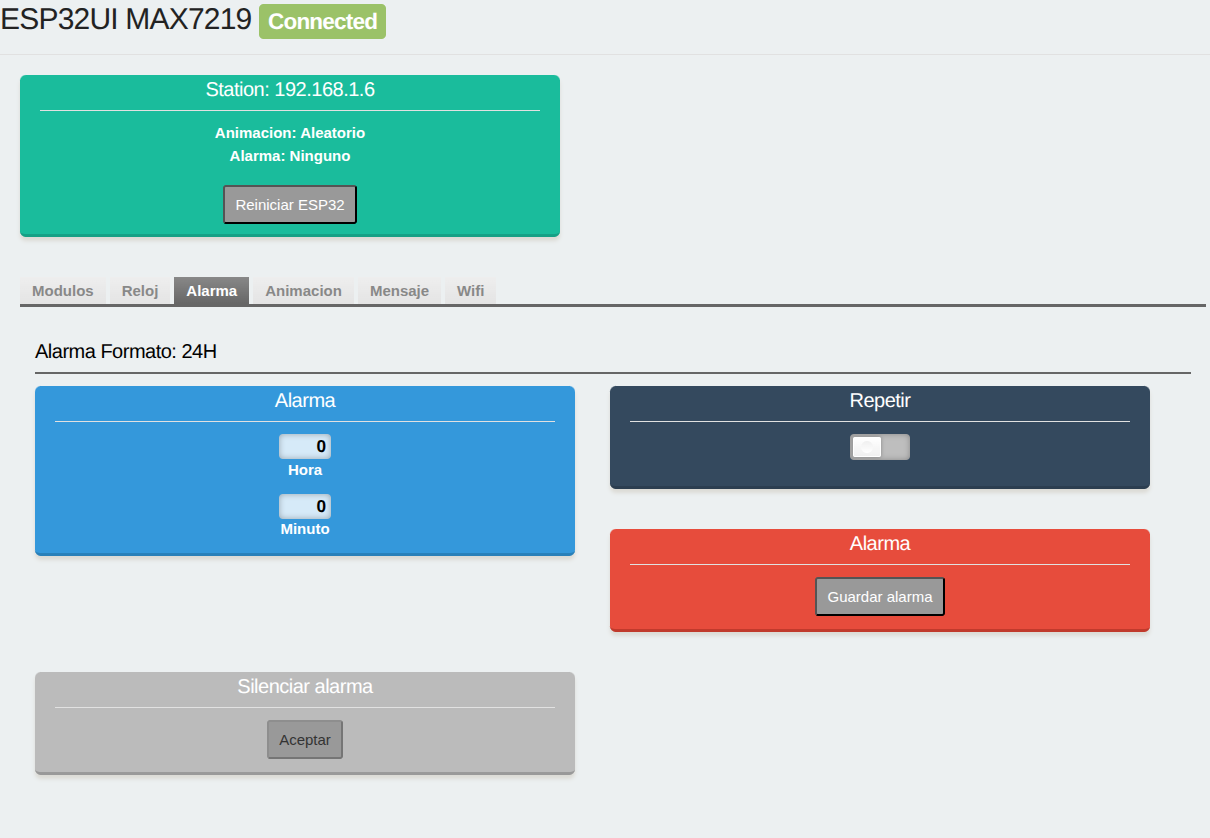 ESP32UI MAX7219 Connected
Station: 192.168.1.6
Animacion: Aleatorio
Alarma: Ninguno
Reiniciar ESP32
Modulos Reloj Alarma Animacion Mensaje Wifi
Alarma Formato: 24H
Alarma
0
Hora
0
Minuto
Repetir
Alarma
Guardar alarma
Silenciar alarma
Aceptar